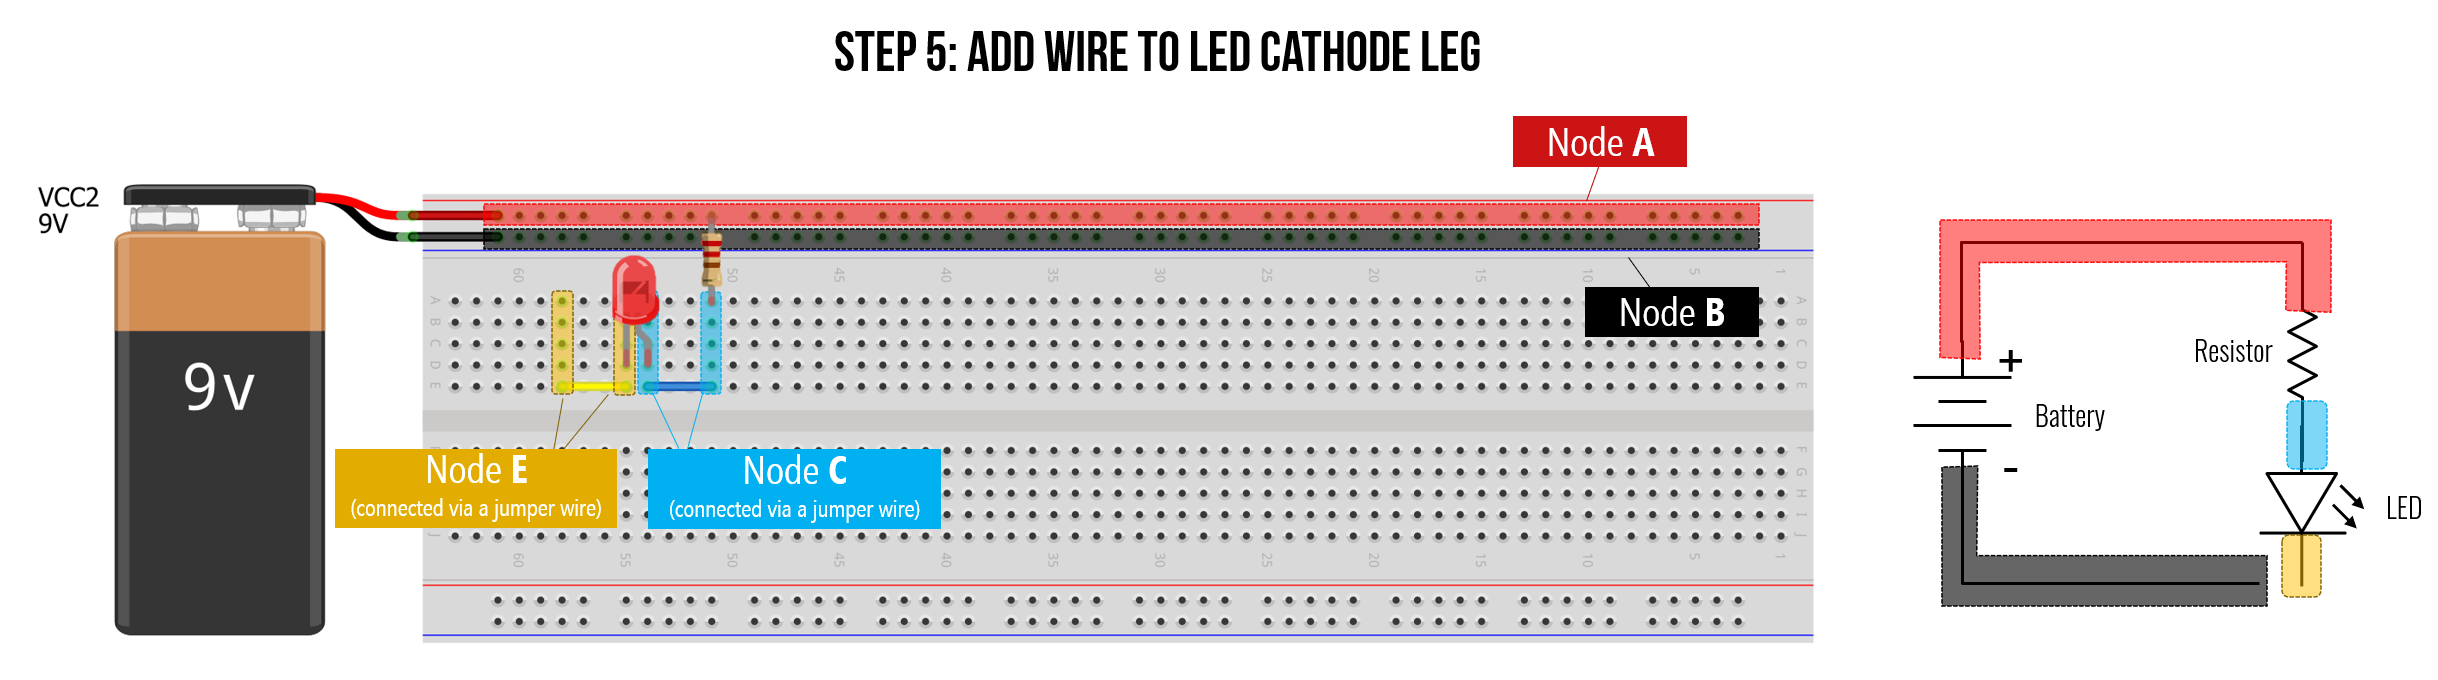 STEP 5: ADD WIRE TO LED CATHODE LEG
Node A
VCC2
9V
60 50 45 40 35 30 25 20 15 10 5 1
Node B
A A
B B
C C
D D
E E
9v
+
Resistor
Battery
-
LED
Node E
(connected via a jumper wire)
Node C
(connected via a jumper wire)
F
G
H
I
J J
60 55 50 45 40 35 30 25 20 15 10 5 1